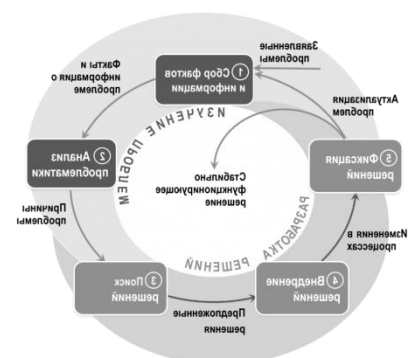 Заявленные
проблемы
1 Сбор фактов
и информации
Факты и
информация о
проблеме
2 Анализ
проблематики
Причины
проблемы
3 Поиск
решений
Предложенные
решения
4 Внедрение
решений
Изменения в
процессах
5 Фиксация
решений
Актуализация
проблем
Стабильно
функционирующее
решение
ИЗУЧЕНИЕ ПРОБЛЕМ
РАЗРАБОТКА РЕШЕНИЙ